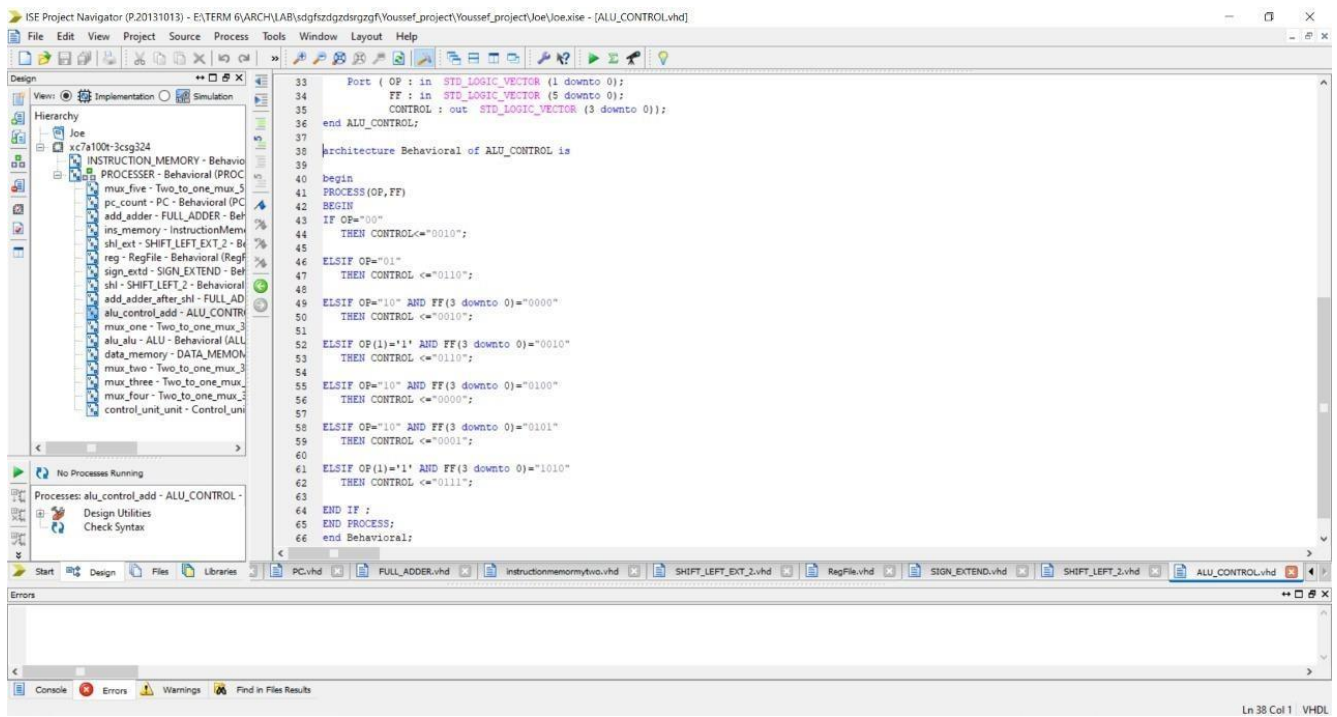 ISE Project Navigator (P.20131013) - E:\TERM 6\ARCH\LAB\sdgfszdgzdsrgzgf\Youssef_project\Youssef_project\Joe\Joe.xise - [ALU_CONTROL.vhd]
File Edit View Project Source Process Tools Window Layout Help
Design
View: Implementation Simulation
Hierarchy
Joe
xc7a100t-3csg324
INSTRUCTION_MEMORY - Behavio
PROCESSER - Behavioral (PROC
mux_five - Two_to_one_mux_5
pc_count - PC - Behavioral (PC
add_adder - FULL_ADDER - Beh
ins_memory - InstructionMem
shl_ext - SHIFT_LEFT_EXT_2 - Be
reg - RegFile - Behavioral (RegF
sign_extd - SIGN_EXTEND - Beh
shl - SHIFT_LEFT_2 - Behavioral
add_adder_after_shl - FULL_AD
alu_control_add - ALU_CONTR
mux_one - Two_to_one_mux_3
alu_alu - ALU - Behavioral (ALU
data_memory - DATA_MEMO
mux_two - Two_to_one_mux_3
mux_three - Two_to_one_mux_
mux_four - Two_to_one_mux_3
control_unit_unit - Control_uni
No Processes Running
Processes: alu_control_add - ALU_CONTROL -
Design Utilities
Check Syntax
33 Port ( OP : in STD_LOGIC_VECTOR (1 downto 0);
34 FF : in STD_LOGIC_VECTOR (5 downto 0);
35 CONTROL : out STD_LOGIC_VECTOR (3 downto 0));
36 end ALU_CONTROL;
37
38 architecture Behavioral of ALU_CONTROL is
39
40 begin
41 PROCESS(OP,FF)
42 BEGIN
43 IF OP="00"
44 THEN CONTROL<="0010";
45
46 ELSIF OP="01"
47 THEN CONTROL <="0110";
48
49 ELSIF OP="10" AND FF(3 downto 0)="0000"
50 THEN CONTROL <="0010";
51
52 ELSIF OP(1)='1' AND FF(3 downto 0)="0010"
53 THEN CONTROL <="0110";
54
55 ELSIF OP="10" AND FF(3 downto 0)="0100"
56 THEN CONTROL <="0000";
57
58 ELSIF OP="10" AND FF(3 downto 0)="0101"
59 THEN CONTROL <="0001";
60
61 ELSIF OP(1)='1' AND FF(3 downto 0)="1010"
62 THEN CONTROL <="0111";
63
64 END IF ;
65 END PROCESS;
66 end Behavioral;
Start Design Files Libraries
PC.vhd FULL_ADDER.vhd instructionmemormytwo.vhd SHIFT_LEFT_EXT_2.vhd RegFile.vhd SIGN_EXTEND.vhd SHIFT_LEFT_2.vhd ALU_CONTROL.vhd
Errors
Console Errors Warnings Find in Files Results
Ln 38 Col 1 VHDL